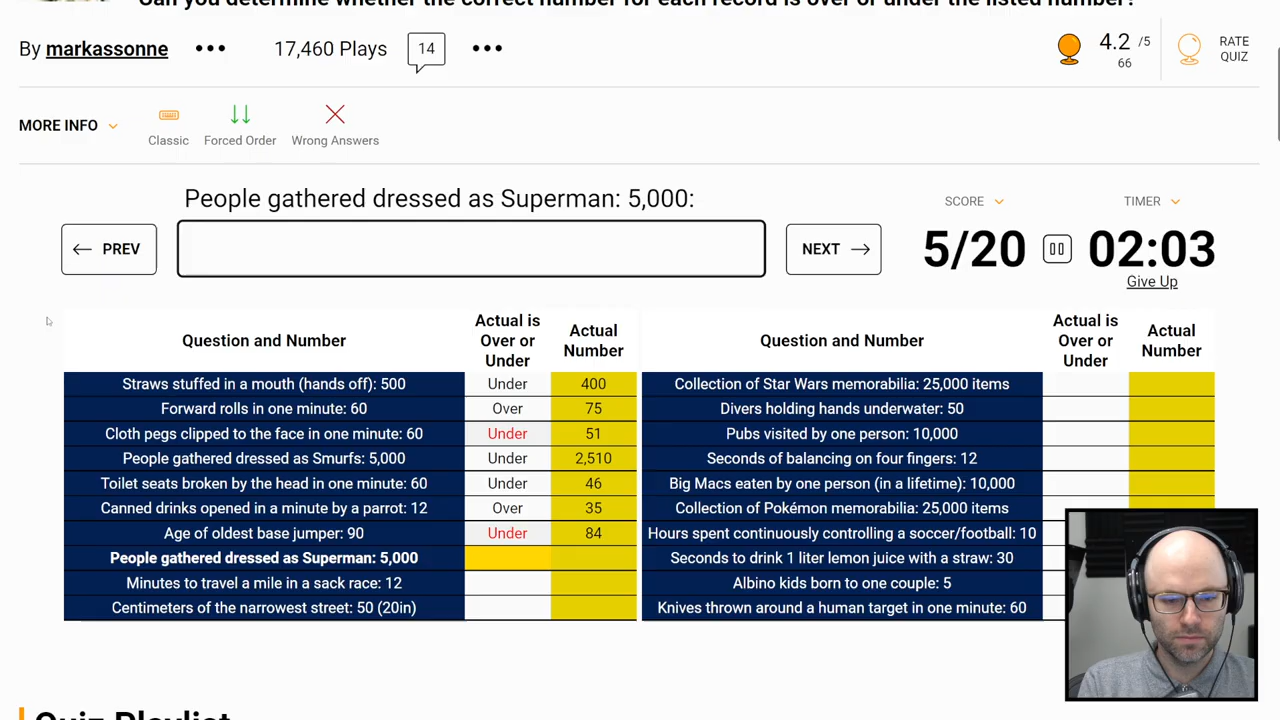 Can you determine whether the correct number for each record is over or under the listed number?
By markassonne ••• 17,460 Plays 14 •••
4.2 /5
66
RATE
QUIZ
MORE INFO
Classic
Forced Order
Wrong Answers
People gathered dressed as Superman: 5,000:
← PREV
NEXT →
SCORE
5/20
TIMER
02:03
Give Up
Question and Number
Actual is
Over or
Under
Actual
Number
Straws stuffed in a mouth (hands off): 500 Under 400
Forward rolls in one minute: 60 Over 75
Cloth pegs clipped to the face in one minute: 60 Under 51
People gathered dressed as Smurfs: 5,000 Under 2,510
Toilet seats broken by the head in one minute: 60 Under 46
Canned drinks opened in a minute by a parrot: 12 Over 35
Age of oldest base jumper: 90 Under 84
People gathered dressed as Superman: 5,000
Minutes to travel a mile in a sack race: 12
Centimeters of the narrowest street: 50 (20in)
Question and Number
Actual is
Over or
Under
Actual
Number
Collection of Star Wars memorabilia: 25,000 items
Divers holding hands underwater: 50
Pubs visited by one person: 10,000
Seconds of balancing on four fingers: 12
Big Macs eaten by one person (in a lifetime): 10,000
Collection of Pokémon memorabilia: 25,000 items
Hours spent continuously controlling a soccer/football: 10
Seconds to drink 1 liter lemon juice with a straw: 30
Albino kids born to one couple: 5
Knives thrown around a human target in one minute: 60
Quiz Playlist